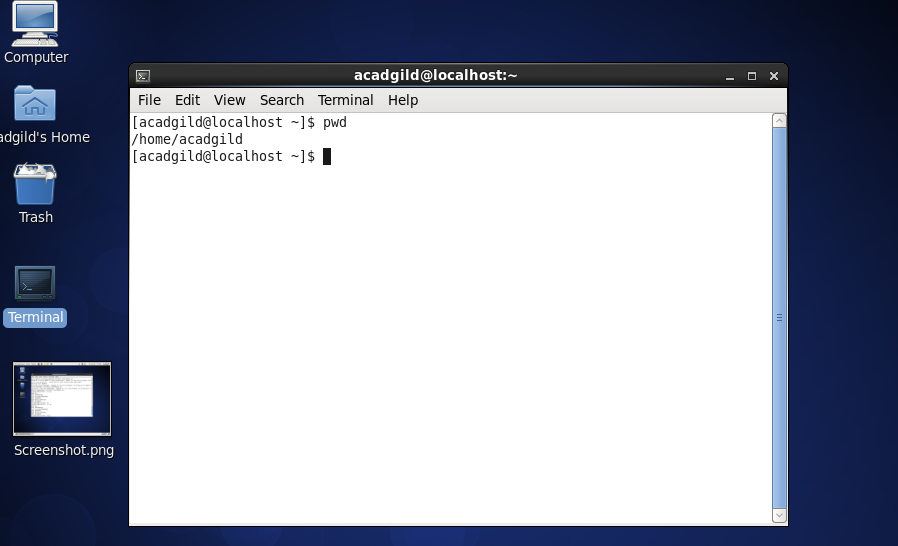 Computer
adgild's Home
Trash
Terminal
Screenshot.png
acadgild@localhost:~
File Edit View Search Terminal Help
[acadgild@localhost ~]$ pwd
/home/acadgild
[acadgild@localhost ~]$